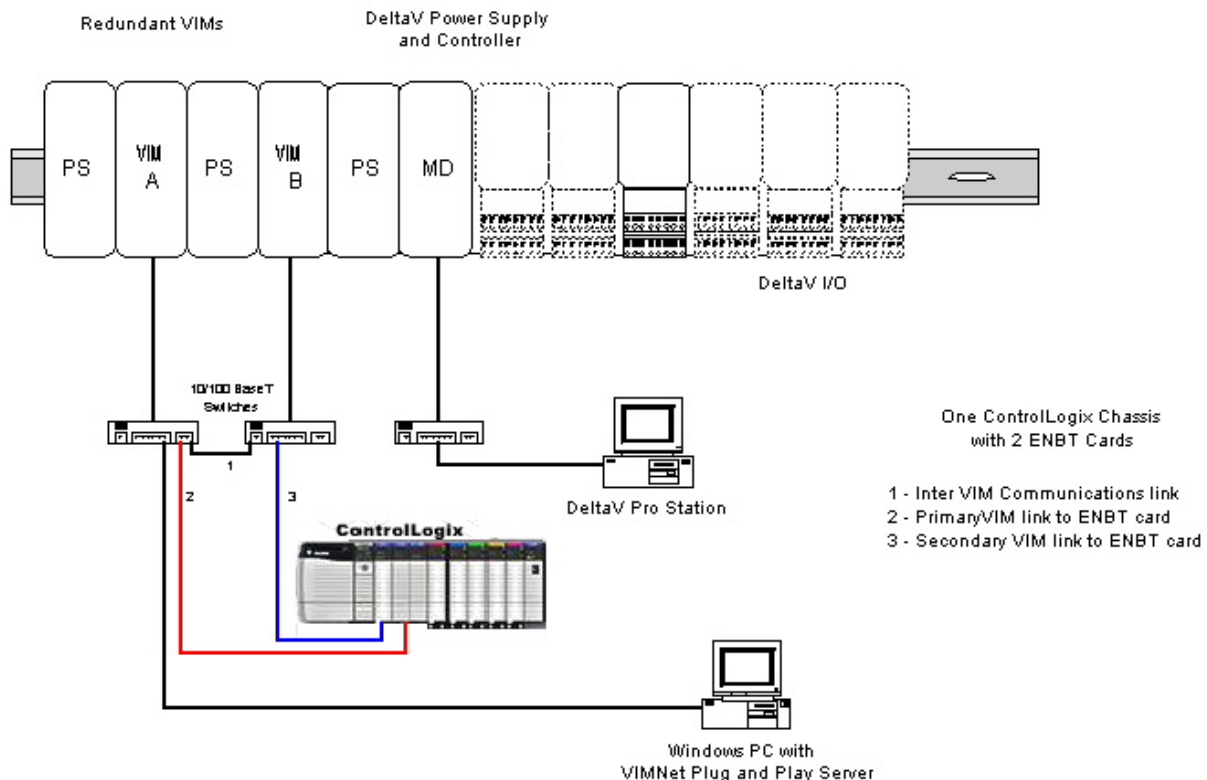 Redundant VIMs
DeltaV Power Supply
and Controller
PS
VIM
A
PS
VIM
B
PS
MD
DeltaV I/O
10/100 BaseT
Switches
1
2
3
One ControlLogix Chassis
with 2 ENBT Cards
1 - Inter VIM Communications link
2 - PrimaryVIM link to ENBT card
3 - Secondary VIM link to ENBT card
DeltaV Pro Station
ControlLogix
Windows PC with
VIMNet Plug and Play Server